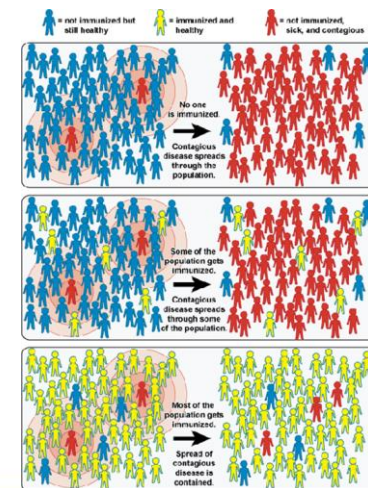 = not immunized but
still healthy
= immunized and
healthy
= not immunized,
sick, and contagious
No one
is immunized.
Contagious
disease spreads
through the
population.
Some of the
population gets
immunized.
Contagious
disease spreads
through some
of the population.
Most of the
population gets
immunized.
Spread of
contagious
disease is
contained.